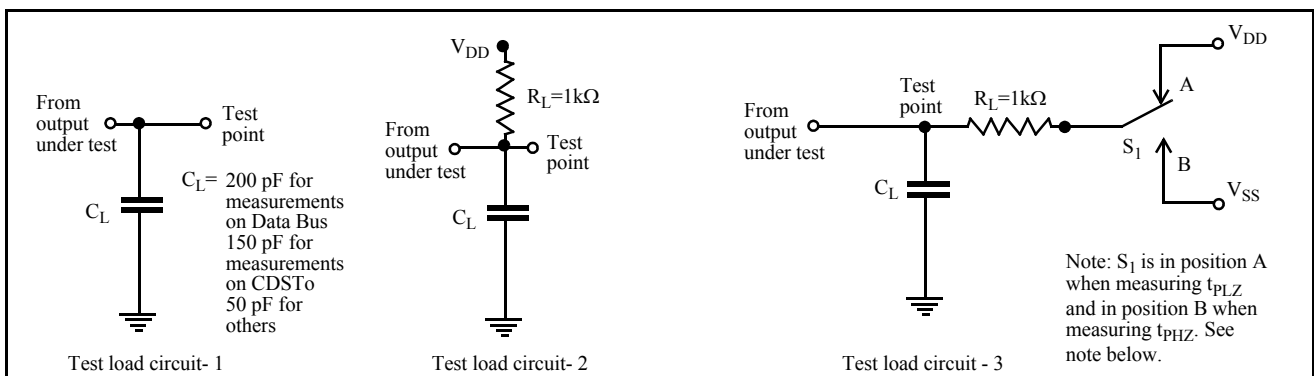 From
output
under test
Test
point
C_L
C_L= 200 pF for
measurements
on Data Bus
150 pF for
measurements
on CDSTo
50 pF for
others
Test load circuit- 1
V_DD
R_L=1kΩ
From
output
under test
Test
point
C_L
Test load circuit- 2
From
output
under test
Test
point
R_L=1kΩ
C_L
V_DD
A
S_1
B
V_SS
Note: S_1 is in position A
when measuring t_PLZ
and in position B when
measuring t_PHZ. See
note below.
Test load circuit - 3